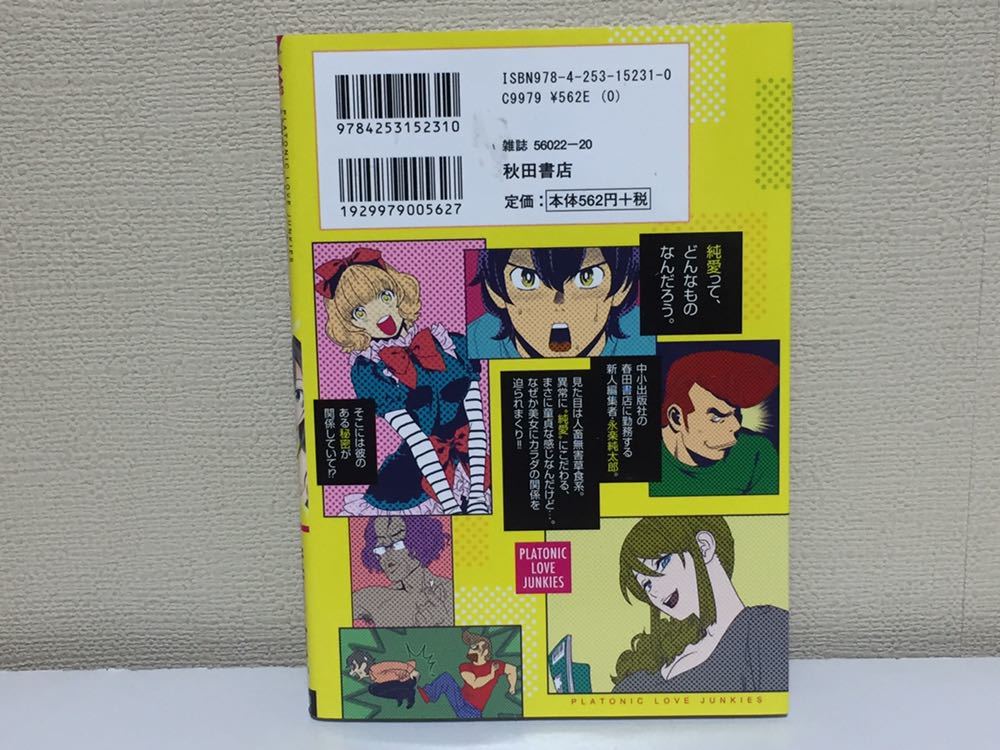 ISBN978-4-253-15231-0
C9979 ¥562E (0)
9784253152310
雑誌 56022-20
秋田書店
1929979005627
定価：本体562円+税
純愛って、
どんなもの
なんだろう。
中小出版社の
春田書店に勤務する
新人編集者・永楽純太郎。
見た目は人畜無害草食系。
異常に“純愛”にこだわる、
まさに童貞な感じなんだけど…。
なぜか美女にカラダの関係を
迫られまくり!!
そこには彼の
ある秘密が
関係していて!?
PLATONIC
LOVE
JUNKIES
PLATONIC LOVE JUNKIES
PLATONIC LOVE JUNKIES